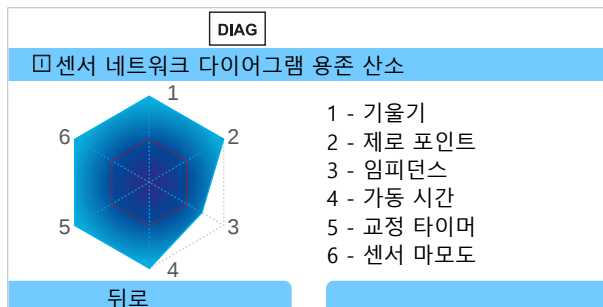 DIAG
센서 네트워크 다이어그램 용존 산소
1
2
3
4
5
6
1 - 기울기
2 - 제로 포인트
3 - 임피던스
4 - 가동 시간
5 - 교정 타이머
6 - 센서 마모도
뒤로